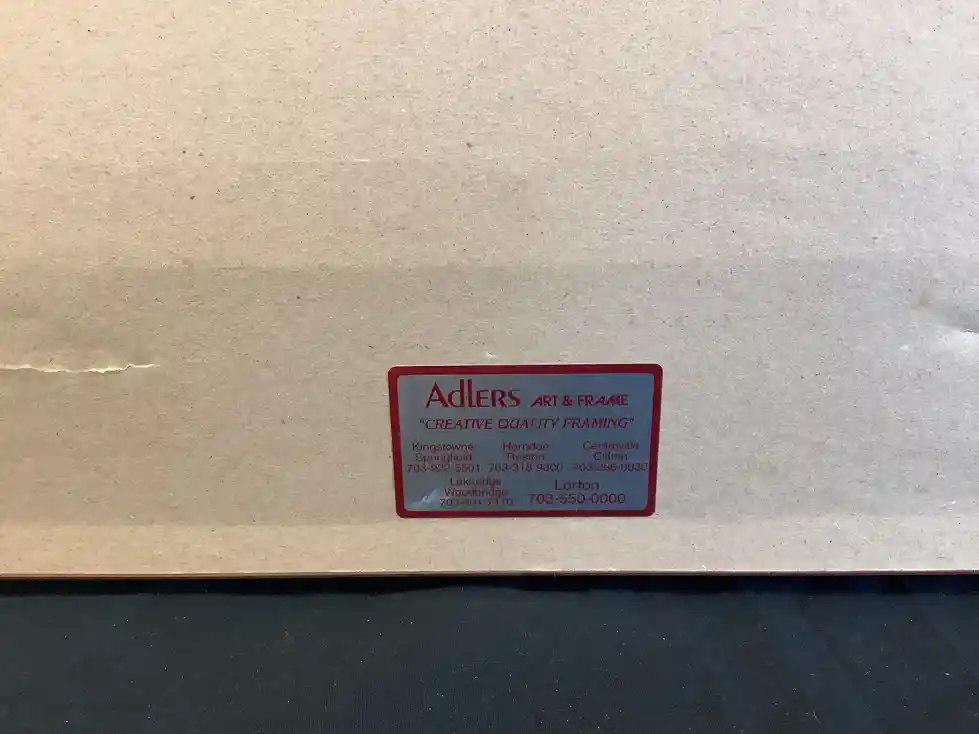 AdlERS ART & FRAME
"CREATIVE QUALITY FRAMING"
Kingstowne Herndon Centreville
Springfield Reston Clifton
703-922-5501 703-318-9800
Lakeridge Lorton
Woodbridge 703-550-0000